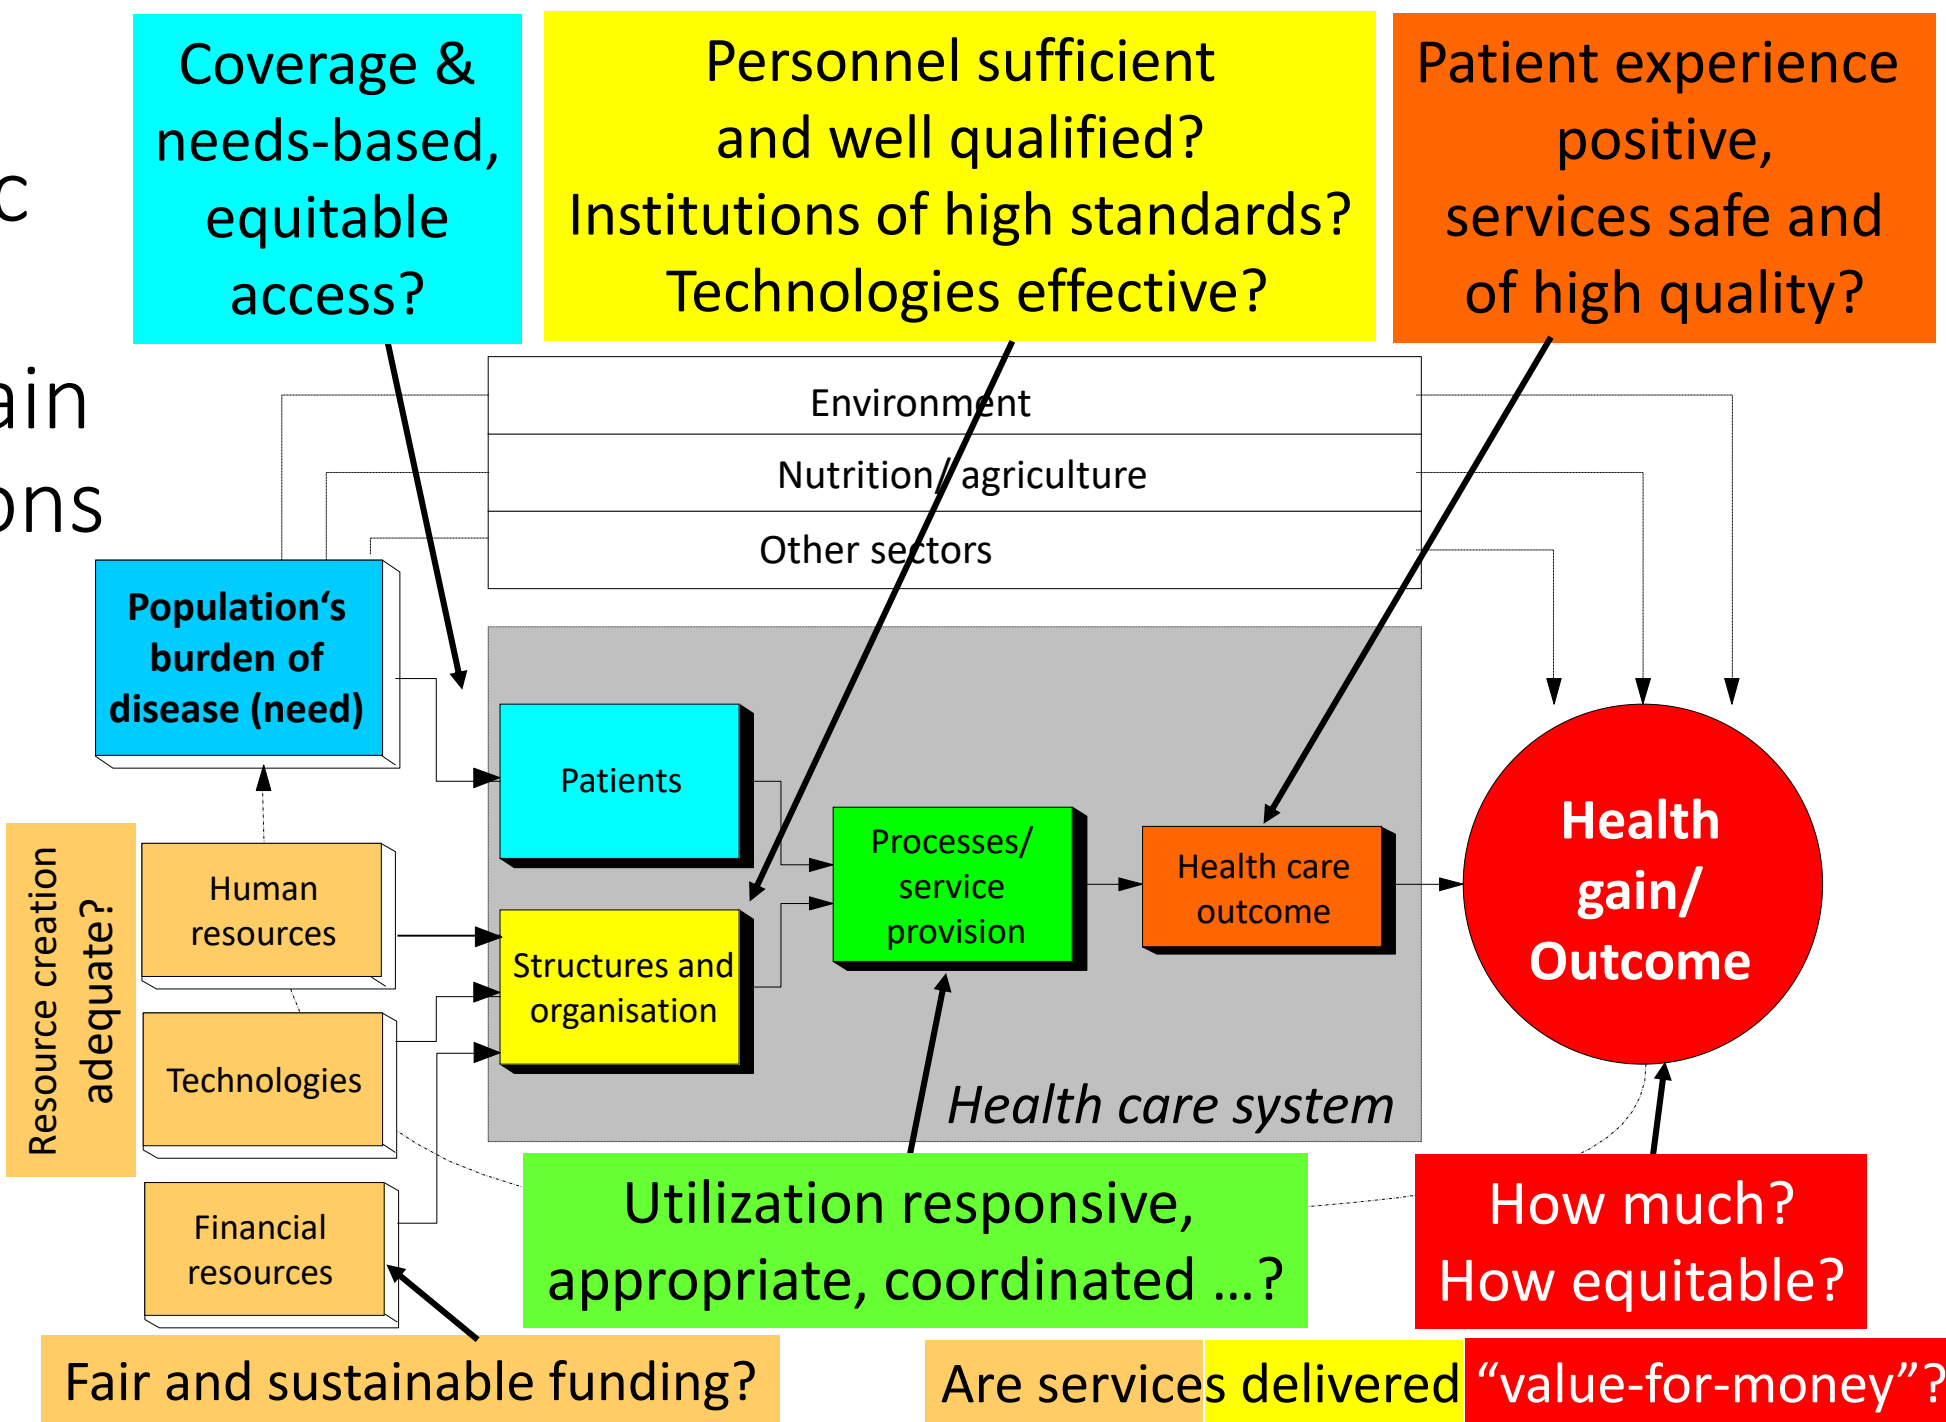 Coverage &
needs-based,
equitable
access?
Personnel sufficient
and well qualified?
Institutions of high standards?
Technologies effective?
Patient experience
positive,
services safe and
of high quality?
c
ain
ons
Environment
Nutrition/ agriculture
Other sectors
Population‘s
burden of
disease (need)
Patients
Processes/
service
provision
Health care
outcome
Health
gain/
Outcome
Resource creation
adequate?
Human
resources
Structures and
organisation
Technologies
Health care system
Financial
resources
Utilization responsive,
appropriate, coordinated ...?
How much?
How equitable?
Fair and sustainable funding?
Are services delivered “value-for-money”?